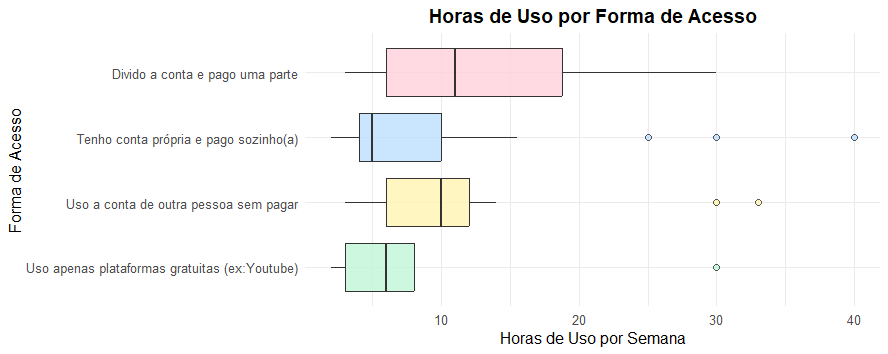 Horas de Uso por Forma de Acesso
Forma de Acesso
Divido a conta e pago uma parte
Tenho conta própria e pago sozinho(a)
Uso a conta de outra pessoa sem pagar
Uso apenas plataformas gratuitas (ex:Youtube)
10 20 30 40
Horas de Uso por Semana